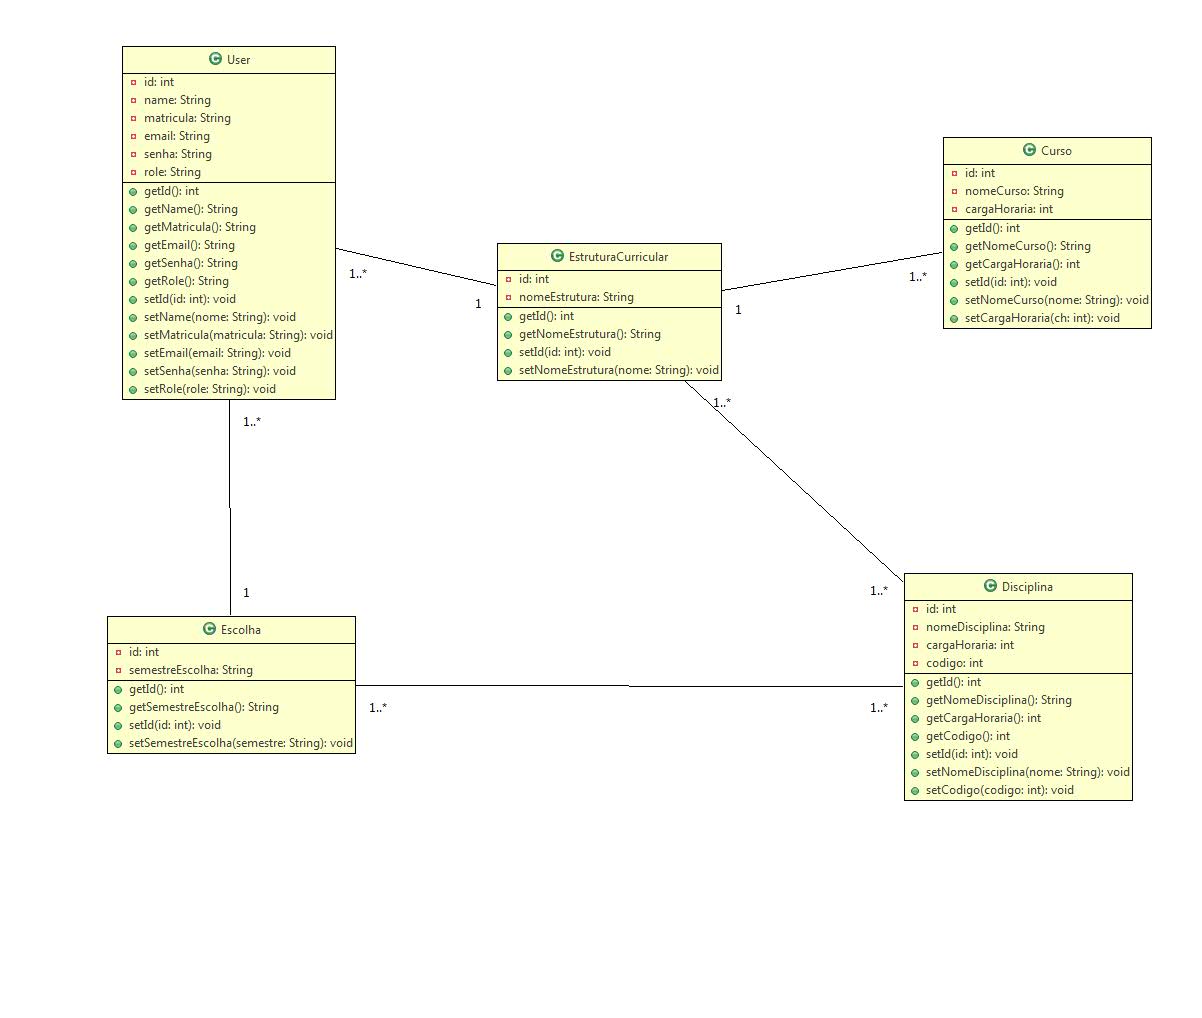 User
id: int
name: String
matricula: String
email: String
senha: String
role: String
getId(): int
getName(): String
getMatricula(): String
getEmail(): String
getSenha(): String
getRole(): String
setId(id: int): void
setName(nome: String): void
setMatricula(matricula: String): void
setEmail(email: String): void
setSenha(senha: String): void
setRole(role: String): void
1..*
1
1..*
1
EstruturaCurricular
id: int
nomeEstrutura: String
getId(): int
getNomeEstrutura(): String
setId(id: int): void
setNomeEstrutura(nome: String): void
1
1..*
1..*
1..*
Curso
id: int
nomeCurso: String
cargaHoraria: int
getId(): int
getNomeCurso(): String
getCargaHoraria(): int
setId(id: int): void
setNomeCurso(nome: String): void
setCargaHoraria(ch: int): void
Escolha
id: int
semestreEscolha: String
getId(): int
getSemestreEscolha(): String
setId(id: int): void
setSemestreEscolha(semestre: String): void
1..*
1..*
Disciplina
id: int
nomeDisciplina: String
cargaHoraria: int
codigo: int
getId(): int
getNomeDisciplina(): String
getCargaHoraria(): int
getCodigo(): int
setId(id: int): void
setNomeDisciplina(nome: String): void
setCodigo(codigo: int): void